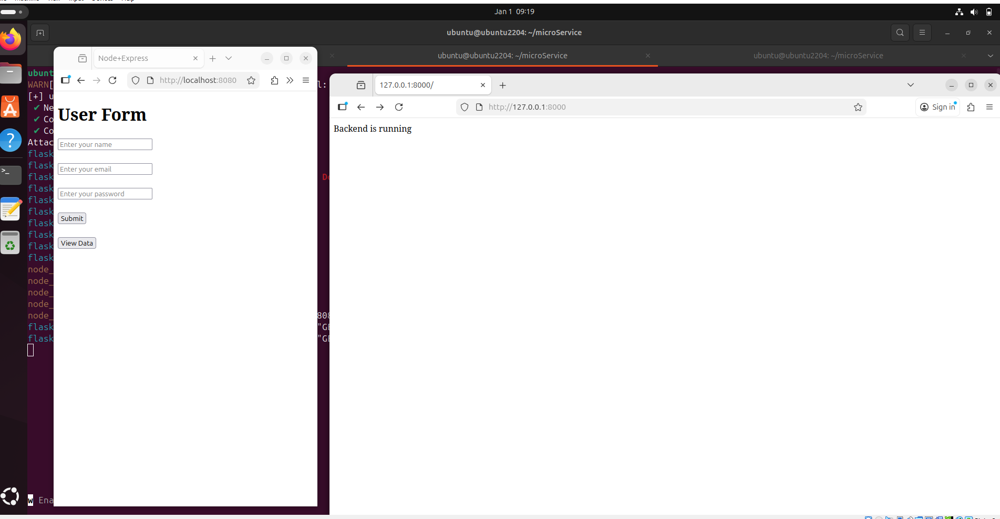 Jan 1 09:19
ubuntu@ubuntu2204: ~/microService
ubuntu@ubuntu2204: ~/microService
ubuntu@ubuntu2204: ~/microService
Node+Express
http://localhost:8080
User Form
Enter your name
Enter your email
Enter your password
Submit
View Data
127.0.0.1:8000/
http://127.0.0.1:8000
Sign in
Backend is running
ubunt
WARN[
l:
[+] u
✔ Ne
✔ Co
✔ Co
Attac
flask
flask
flask
flask
flask
flask
flask
flask
flask
flask
node_
node_
node_
node_
node_
808
flask
"GE
flask
"GE
w Ena